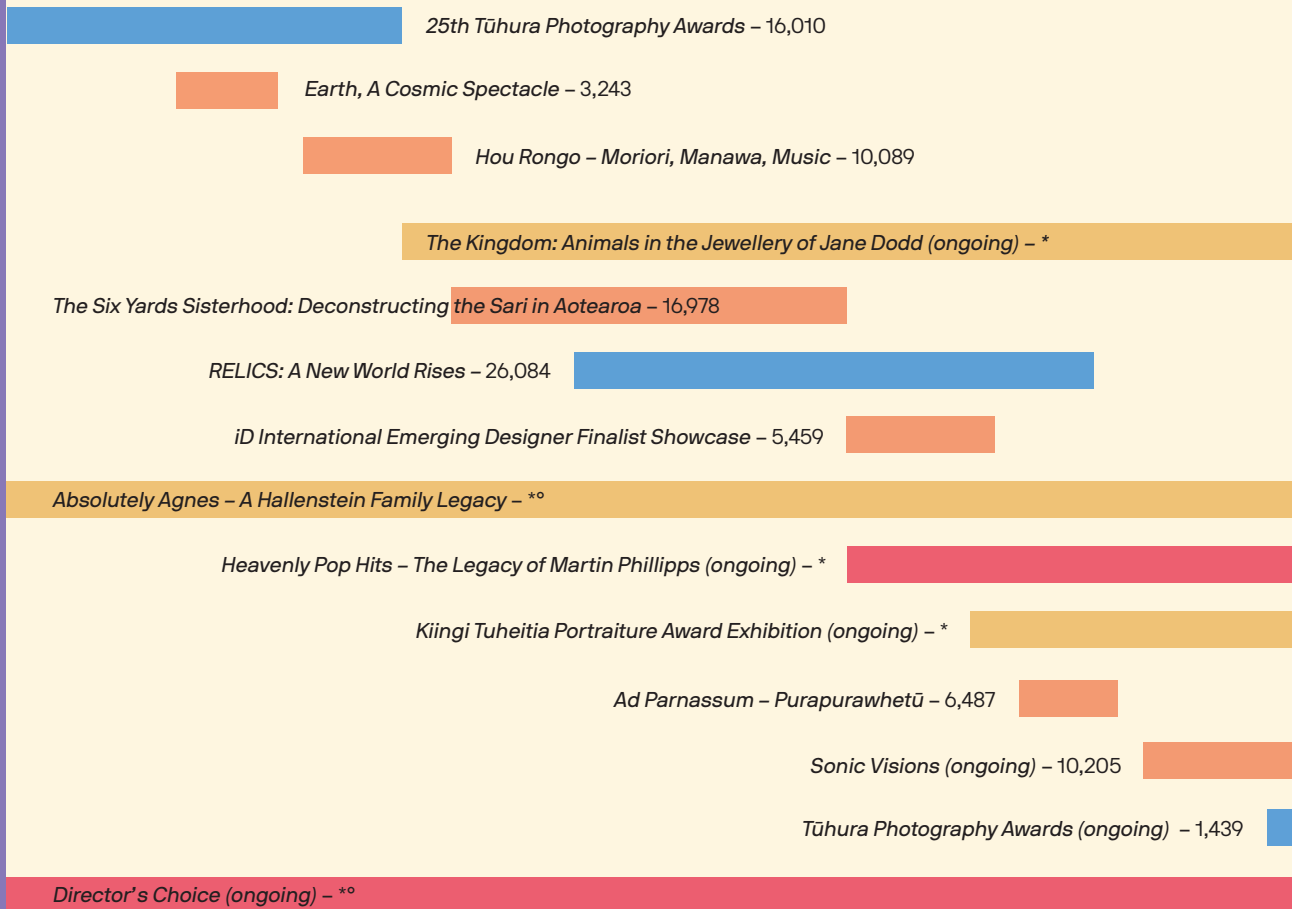 25th Tūhura Photography Awards – 16,010
Earth, A Cosmic Spectacle – 3,243
Hou Rongo – Moriori, Manawa, Music – 10,089
The Kingdom: Animals in the Jewellery of Jane Dodd (ongoing) – *
The Six Yards Sisterhood: Deconstructing the Sari in Aotearoa – 16,978
RELICS: A New World Rises – 26,084
iD International Emerging Designer Finalist Showcase – 5,459
Absolutely Agnes – A Hallenstein Family Legacy – *°
Heavenly Pop Hits – The Legacy of Martin Phillipps (ongoing) – *
Kiingi Tuheitia Portraiture Award Exhibition (ongoing) – *
Ad Parnassum – Purapurawhetū – 6,487
Sonic Visions (ongoing) – 10,205
Tūhura Photography Awards (ongoing) – 1,439
Director's Choice (ongoing) – *°